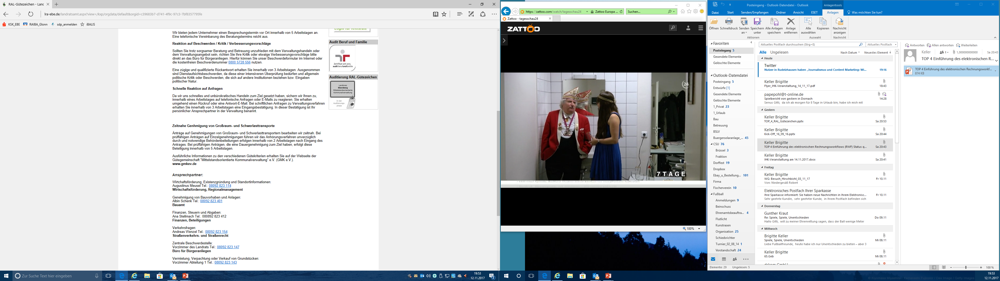 RAL-Gütezeichen - Lanc
lra-ebe.de/landratsamt.aspx?view=/kxp/orgdata/default&orgid=c39683b7-d741-4f9c-97c3-7bf8357795fe
KSK_EBE RAIBA_Glonn sdp_anmelden iBALIS
Wir bieten jedem Unternehmer einen Besprechungstermin vor Ort innerhalb von 5 Arbeitstagen an.
Eine telefonische Vereinbarung des Beratungstermins reicht aus.
Reaktion auf Beschwerden / Kritik / Verbesserungsvorschläge
Sollten Sie trotz sorgsamer Beratung und Betreuung unzufrieden mit dem Verwaltungshandeln oder
dem Verwaltungsangebot sein, richten Sie Ihre Kritik oder etwaige Verbesserungsvorschläge bitte
direkt an das Büro für Bürgeranliegen. Hierfür können Sie unser Beschwerdeformular im Internet oder
die kostenfreien Beschwerdenummer 0800 5728 556 nutzen.
Eine zügige und qualifizierte Rückantwort erhalten Sie innerhalb von 3 Arbeitstagen. Ausgenommen
sind Dienstaufsichtsbeschwerden, da diese einer intensiveren Überprüfung bedürfen und allgemein
politische Kritik oder Beschwerden, die sich auf andere Institutionen beziehen bzw. Eingaben
politischer Natur.
Schnelle Reaktion auf Anfragen
Da wir uns schnelles und unbürokratisches Handeln zum Ziel gesetzt haben, sichern wir Ihnen zu,
innerhalb eines Arbeitstages auf telefonische Anfragen oder E-Mails zu reagieren. Sie erhalten
umgehend einen Rückruf oder eine Antwort-E-Mail. Bei schriftlichen Anfragen zu Verwaltungsverfahren
erhalten Sie innerhalb von 3 Arbeitstagen eine Eingangsbestätigung. In dieser Bestätigung ist Ihr
persönlicher Ansprechpartner in der Verwaltung benannt.
Zeitnahe Genhmigung von Großraum- und Schwerlasttransporte
Änträge auf Genehmigungen von Großraum- und Schwerlasttransportern bearbeiten wir zeitnah. Bei
prüffähigen Anträgen auf Einzelgenehmigungen führen wir das Anhörungsverfahren unverzüglich
durch und notwendige Behördenbeiteilungen erfolgen innerhalb von 2 Arbeitstagen nach Eingang des
Antrages. Bei prüffähigen Anträgen, die eine Dauergenehmigung zum Ziel haben, erfolgt diese
Beteiligung innerhalb von 5 Arbeitstagen.
Ausführliche Informationen zu den verschiedenen Gütekriterien erhalten Sie auf der Webseite der
Gütegemeinschaft "Mittelstandsorientierte Kommunalverwaltung" e.V. (GMK e.V.).
www.gmkev.de
Ansprechpartner:
Wirtchaftsförderung, Existenzgründung und Standortinformationen:
Augustinus Meusel Tel.: 08092 823 114
Wirtschaftsförderung, Regionalmanagement
Genehmigung von Bauvorhaben und Anlagen:
Albin Schenk Tel.: 08092 823 401
Bauamt
Finanzen, Steuern und Abgaben:
Ana Stellmach Tel.: 080892 823 412
Finanzen, Beteiligungen
Verkehrsfragen:
Andreas Wenzel Tel.: 08092 823 154
Straßenverkehrs- und Straßenrecht
Zentrale Beschwerdestelle:
Vorzimmer des Landrats Tel.: 08092 823 147
Büro für Bürgeranliegen
Vermietung, Verpachtung oder Verkauf von Grundstücken:
Vorzimmer Abteilung 1 Tel.: 08092 823 143
Login für Kreisräte
Audit Beruf und Familie
Zertifikat seit 2015
audit berufundfamilie
Auditierung RAL-Gütezeichen
Landkreis
Ebersberg
Mittelstandsorientierte
Kommunalverwaltung
In der
Auditierungs-
phase
Zur Suche Text hier eingeben
19:53
12.11.2017
2
https://zattoo.com/watch/tagesschau24
Zattoo Europa ...
Suchen...
Zattoo - tagesschau24
ZATTOO
24
7 TAGE
100%
Posteingang - Outlook-Datendatei - Outlook
Anlagentools
Datei Start Senden/Empfangen Ordner Ansicht ESET Anlagen Was möchten Sie tun?
Öffnen Schnelldruck Senden an Speichern unter Alle Anlagen speichern Anlage entfernen Alle auswählen Kopieren Nachricht anzeigen
Aktionen Auswahl Nachricht
Favoriten
Posteingang 5
Gesendete Elemente
Gelöschte Elemente
Outlook-Datendatei
Posteingang 5
Entwürfe [1]
Gesendete Elemente
Gelöschte Elemente
1_Privat 23
1_Urlaub
Bau
Betreuung
BSLV
Buergersolaranlage_... 45
CSU 76
Brüssel 3
Fraktion
Dorffest 19
Dropbox
Ebay_u_Bestellung... 101
Firma
Fischerverein 10
Fußball
Anmeldungen 9
Beinschuss
Ehrenamtsbeauftra... 4
Flutlicht
Kunstrasen
Organisation 25
Schiedsrichter
Turnier_02_08_14 1
Vorstandschaft 24
Aktuelles Postfach durchsuchen (Strg+E)
Aktuelles Postfach
Alle Ungelesen
Nach Datum Neuestes Element
Heute
Twitter
Nutzer in Rudelzhausen haben „Journalismus und Content Marketing: Wi... 19:16
Keller Brigitte
Flyer_IHK-Veranstaltung_14_11_17.pdf 18:43
papepohl@t-online.de
Spielbericht von gestern in Dornach 14:28
Servus Gitti, da ich ab morgen für 8 Tage in Urlaub bin, habe ich mich mit
Gestern
Keller Brigitte
TOP_4_RAL_Gütezeichen.pptx Sa 20:53
Keller Brigitte
Kick-Off_16_09_16.pptx Sa 20:44
Keller Brigitte
TOP 4 Einführung des elektronischen Rechnungsworkflows (RWF) Status q... Sa 20:43
Keller Brigitte
IHK-Veranstaltung am 14.11.2017.docx Sa 20:41
Freitag
Keller Brigitte
WG: Besuch_Hirschbichl_03_11_17 Fr 10.11
Von: Niedergesäß Robert
Elektronisches Postfach Ihrer Sparkasse
Ihre Sparkasse informiert: Sie haben neue Nachrichten in Ihrem Elektronisc... Fr 10.11
Sehr geehrte Kundin, sehr geehrter Kunde, in Ihrem Postfach befinden sich
Donnerstag
Gunther Kraut
Re: Spiele, Spiele, Unentschieden Do 09.11
Hallo Gitti, will zu meiner Ehrenrettung sagen, dass der Ball wenige Meter
Mittwoch
Brigitte Keller
Spiele, Spiele, Unentschieden Mi 08.11
Liebe Fußballfreunde, heute habe ich nur Unentschieden zu bieten – aber 3
Keller Brigitte
65.Geb Mi 08.11
Antworten Allen antworten Weiterleiten
Keller 1 1,000000000000 Sa 20:43
TOP 4 Einführung des elektronischen R...
TOP 4 Einführung des elektronischen Rechnungsworkf...
874 KB
Elemente: 29 Ungelesen: 5
100 %
19:53
12.11.2017